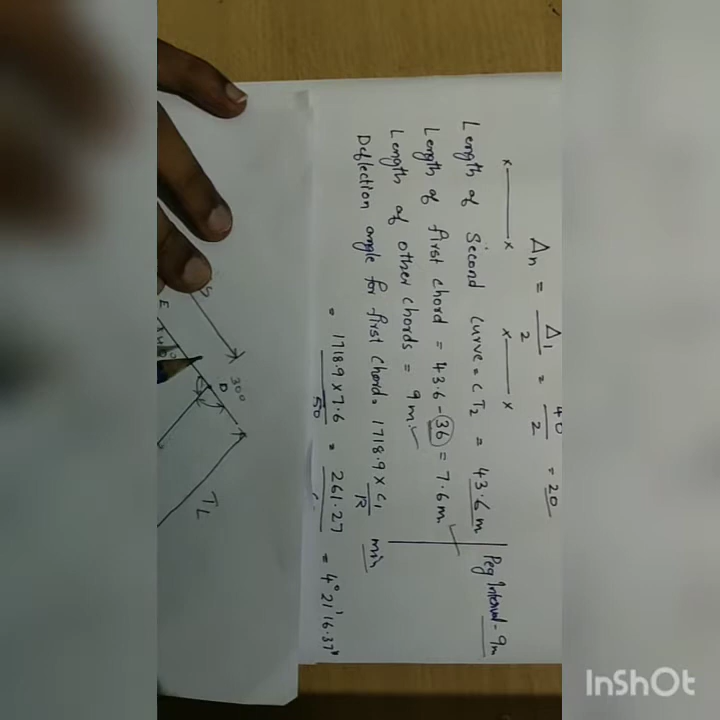 Δn = Δ1/2 = 40/2 = 20
x———x x———x
Length of Second Curve = CT2 = 43.6m
Peg Interval - 9m
Length of first chord = 43.6 - 36 = 7.6m.
Length of other chords = 9m.
Deflection angle for first chord = 1718.9 × C1/R min
= 1718.9 × 7.6/50 = 261.27 = 4° 21' 16.37"
E
D
30°
TL
InShOt